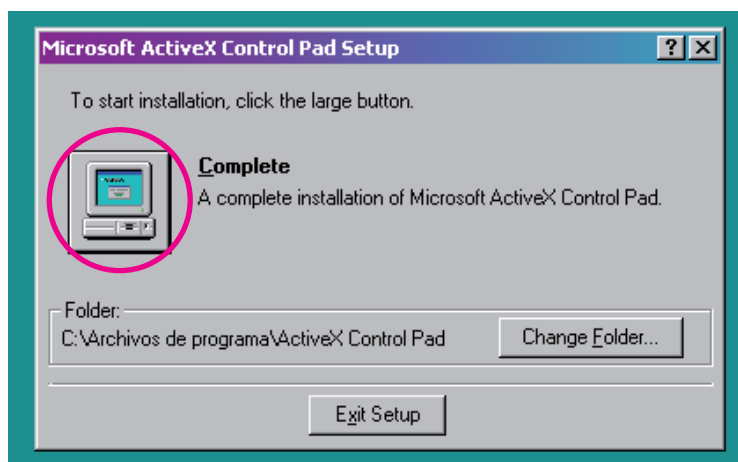 Microsoft ActiveX Control Pad Setup
To start installation, click the large button.
Complete
A complete installation of Microsoft ActiveX Control Pad.
Folder:
C:\Archivos de programa\ActiveX Control Pad
Change Folder...
Exit Setup